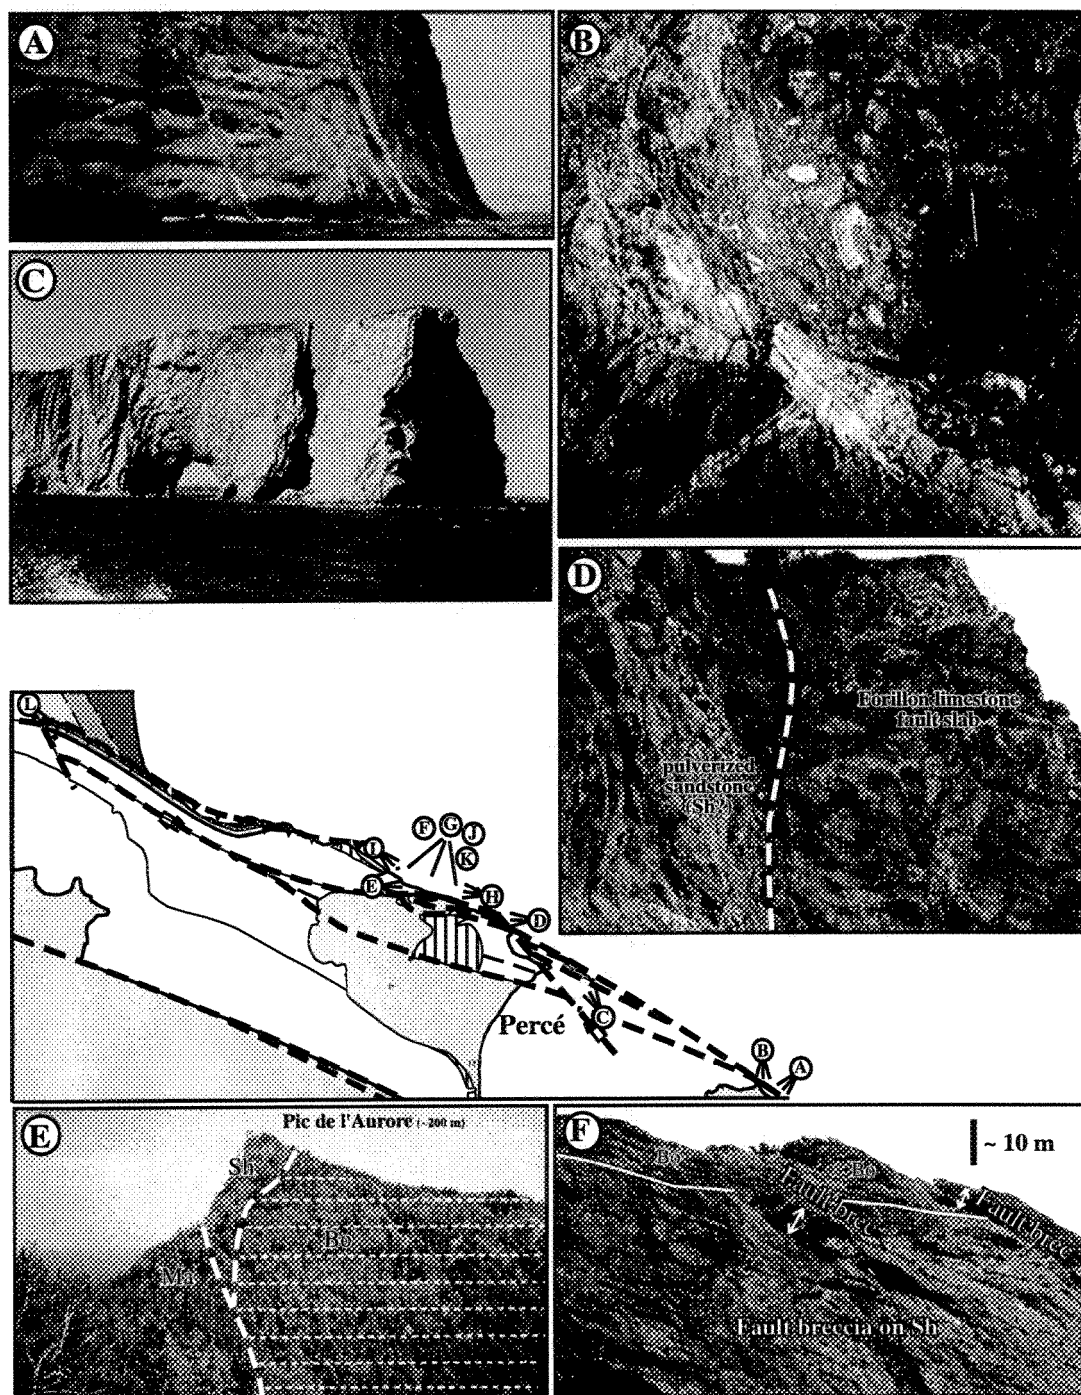 A
B
C
D
Forillon limestone
fault slab
pulverized
sandstone
(Sh?)
L
F
G
J
I
K
E
H
D
Percé
C
B
A
E
Pic de l'Aurore (~200 m)
Sh
Bo
Ma
F
~ 10 m
Bo
Bo
Fault brec
Fault brec
Fault breccia on Sh